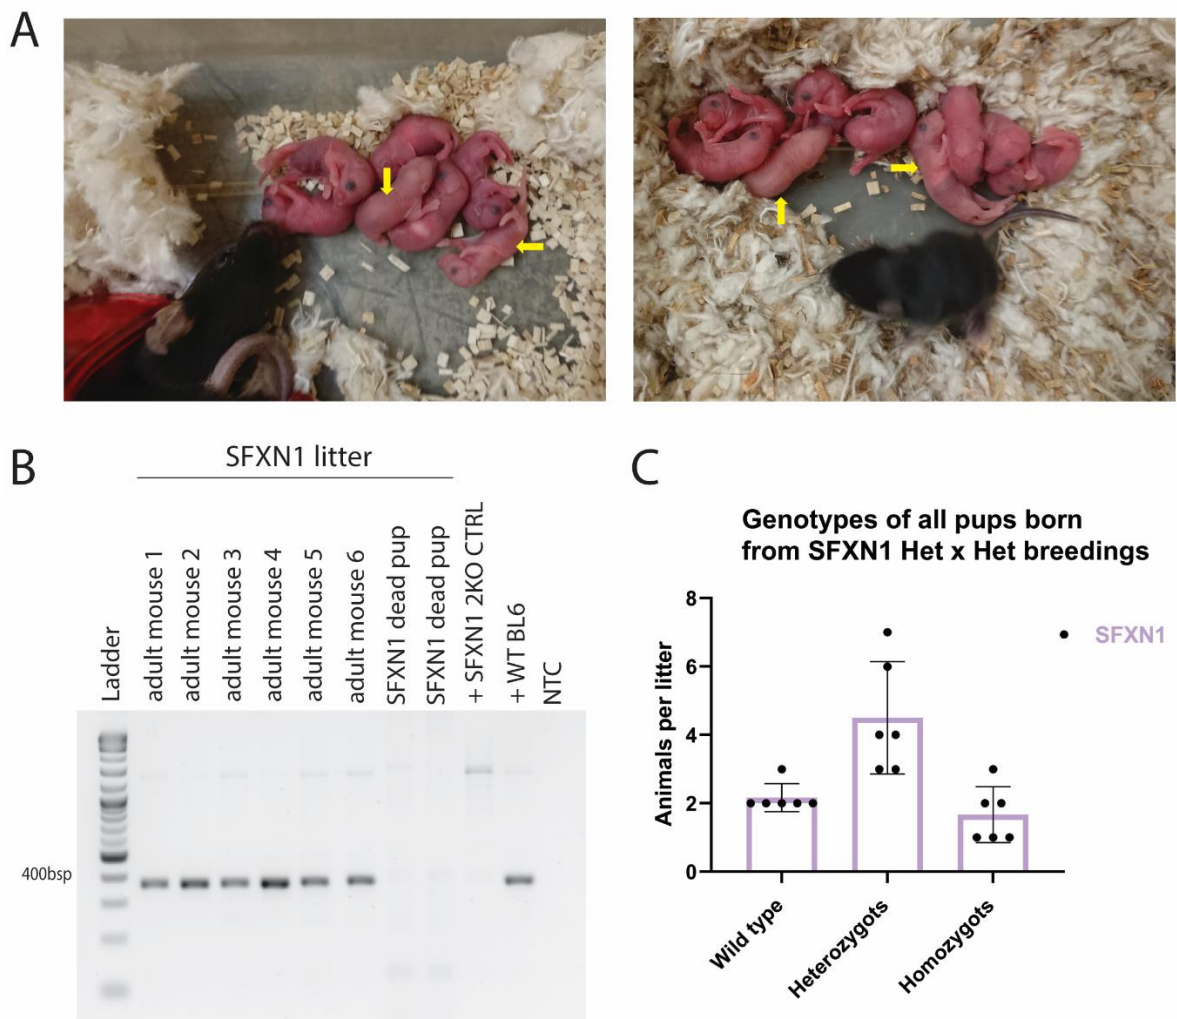 A
B
SFXN1 litter
Ladder
adult mouse 1
adult mouse 2
adult mouse 3
adult mouse 4
adult mouse 5
adult mouse 6
SFXN1 dead pup
SFXN1 dead pup
+ SFXN1 2KO CTRL
+ WT BL6
NTC
400bsp
C
Genotypes of all pups born
from SFXN1 Het x Het breedings
Animals per litter
8
6
4
2
0
Wild type
Heterozygots
Homozygots
SFXN1